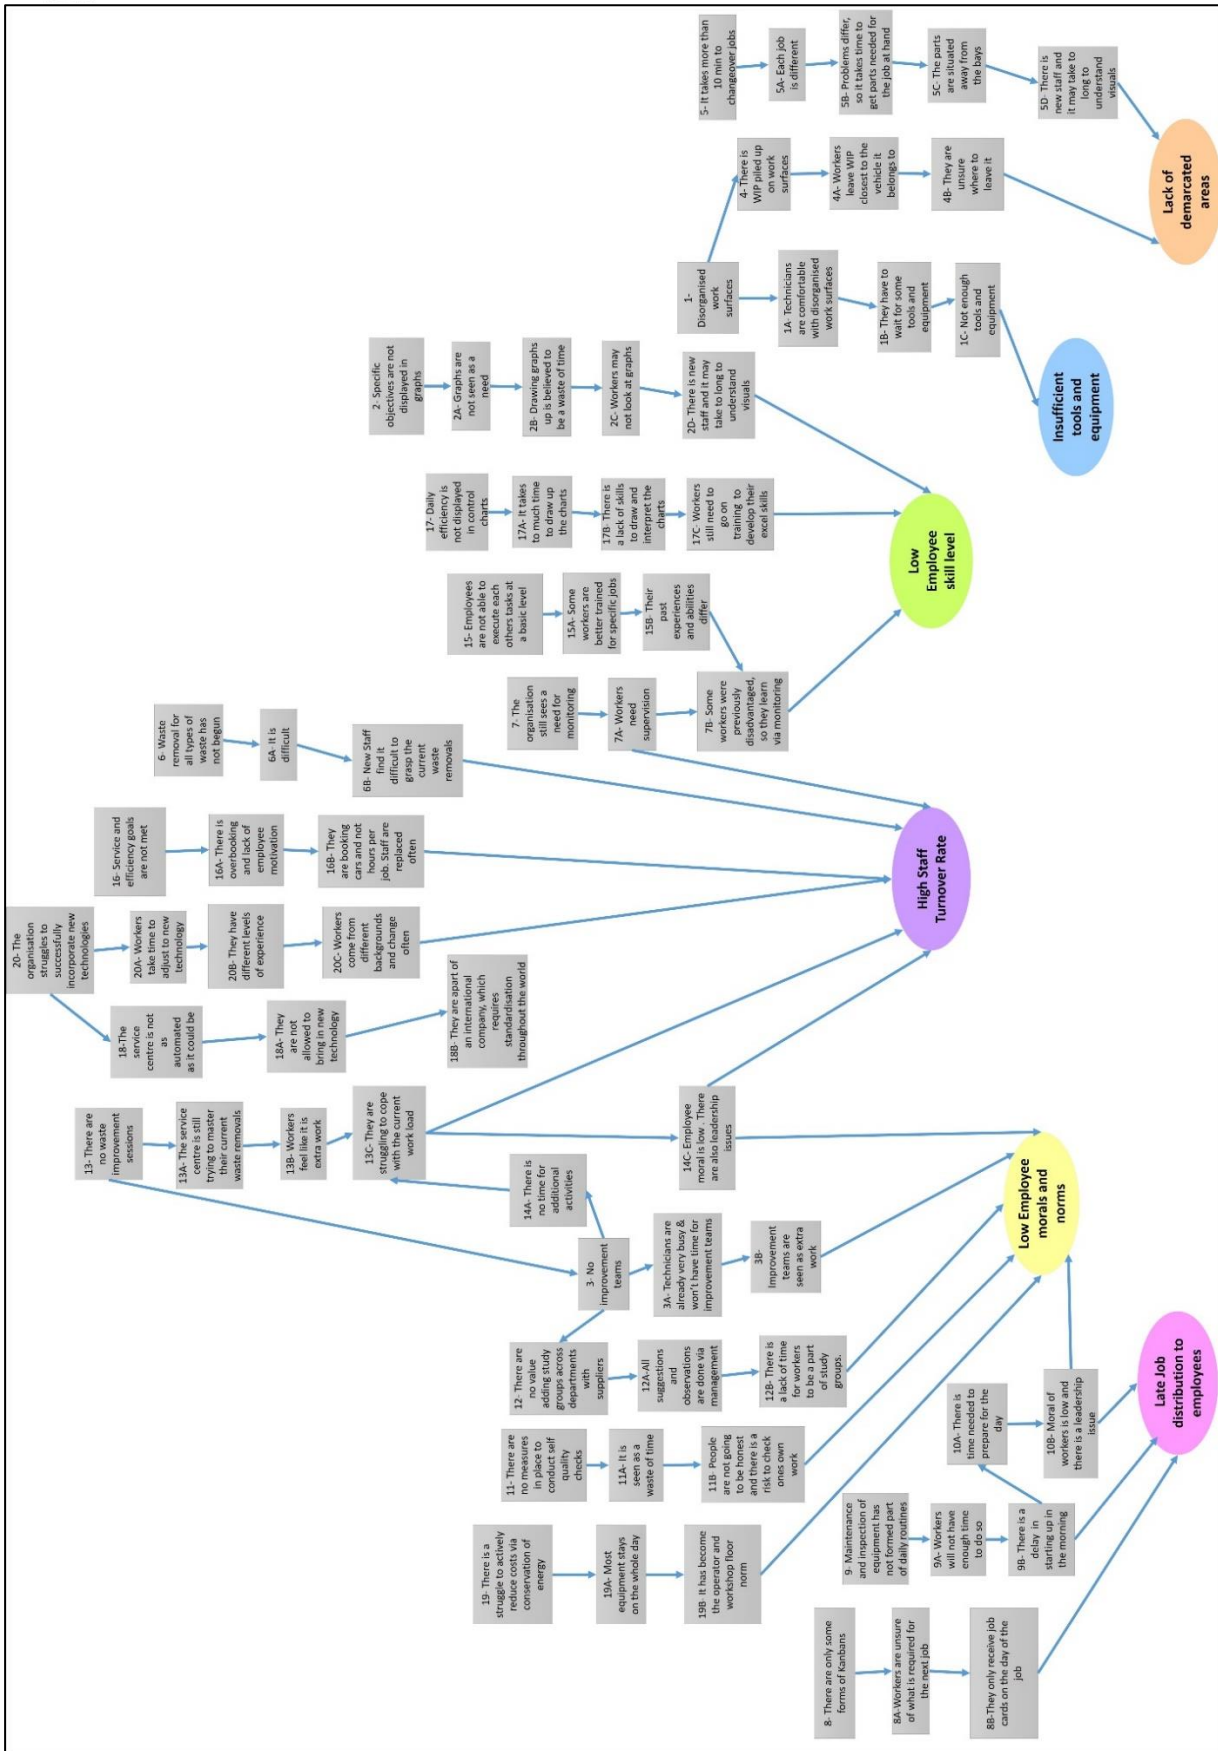 5- It takes more than
10 min to
changeover jobs
5A- Each job
is different
5B- Problems differ,
so it takes time to
get parts needed for
the job at hand
5C- The parts
are situated
away from
the bays
5D- There is
new staff and
it may take to
long to
understand
visuals
4- There is
WIP piled up
on work
surfaces
4A- Workers
leave WIP
closest to the
vehicle it
belongs to
4B- They are
unsure
where to
leave it
Lack of
demarcated
areas
1-
Disorganised
work
surfaces
1A- Technicians
are comfortable
with disorganised
work surfaces
1B- They have to
wait for some
tools and
equipment
1C- Not enough
tools and
equipment
Insufficient
tools and
equipment
2- Specific
objectives are not
displayed in
graphs
2A- Graphs are
not seen as a
need
2B- Drawing graphs
up is believed to
be a waste of time
2C- Workers may
not look at graphs
2D- There is new
staff and it may
take to long to
understand
visuals
17- Daily
efficiency is
not displayed
in control
charts
17A- It takes
to much time
to draw up
the charts
17B- There is
a lack of skills
to draw and
interpret the
charts
17C- Workers
still need to
go on
training to
develop their
excel skills
15- Employees
are not able to
execute each
others tasks at
a basic level
15A- Some
workers are
better trained
for specific jobs
15B- Their
past
experiences
and abilities
differ
7- The
organisation
still sees a
need for
monitoring
7A- Workers
need
supervision
7B- Some
workers were
previously
disadvantaged,
so they learn
via monitoring
Low
Employee
skill level
6- Waste
removal for
all types of
waste has
not begun
6A- It is
difficult
6B- New Staff
find it
difficult to
grasp the
current
waste
removals
16- Service and
efficiency goals
are not met
16A- There is
overbooking
and lack of
employee
motivation
16B- They
are booking
cars and not
hours per
job. Staff are
replaced
often
20- The
organisation
struggles to
successfully
incorporate new
technologies
20A- Workers
take time to
adjust to new
technology
20B- They have
different levels
of experience
20C- Workers
come from
different
backgrounds
and change
often
18-The
service
centre is not
as
automated
as it could be
18A- They
are not
allowed to
bring in new
technology
18B- They are apart of
an international
company, which
requires
standardisation
throughout the world
High Staff
Turnover Rate
13- There are
no waste
improvement
sessions
13A- The service
centre is still
trying to master
their current
waste removals
13B- Workers
feel like it is
extra work
13C- They are
struggling to cope
with the current
work load
14A- There is
no time for
additional
activities
14C- Employee
moral is low . There
are also leadership
issues
3- No
improvement
teams
3A- Technicians are
already very busy &
won't have time for
improvement teams
3B-
Improvement
teams are
seen as extra
work
12- There are
no value
adding study
groups across
departments
with
suppliers
12A-All
suggestions
and
observations
are done via
management
12B- There is
a lack of time
for workers
to be a part
of study
groups.
11- There are
no measures
in place to
conduct self
quality
checks
11A- It is
seen as a
waste of time
11B- People
are not going
to be honest
and there is a
risk to check
ones own
work
19- There is a
struggle to actively
reduce costs via
conservation of
energy
19A- Most
equipment stays
on the whole day
19B- It has become
the operator and
workshop floor
norm
Low Employee
morals and
norms
9- Maintenance
and inspection of
equipment has
not formed part
of daily routines
9A- Workers
will not have
enough time
to do so
9B- There is a
delay in
starting up in
the morning
10A- There is
time needed to
prepare for the
day
10B- Moral of
workers is low and
there is a leadership
issue
8- There are only some
forms of Kanbans
8A-Workers are unsure
of what is required for
the next job
8B-They only receive job
cards on the day of the
job
Late Job
distribution to
employees